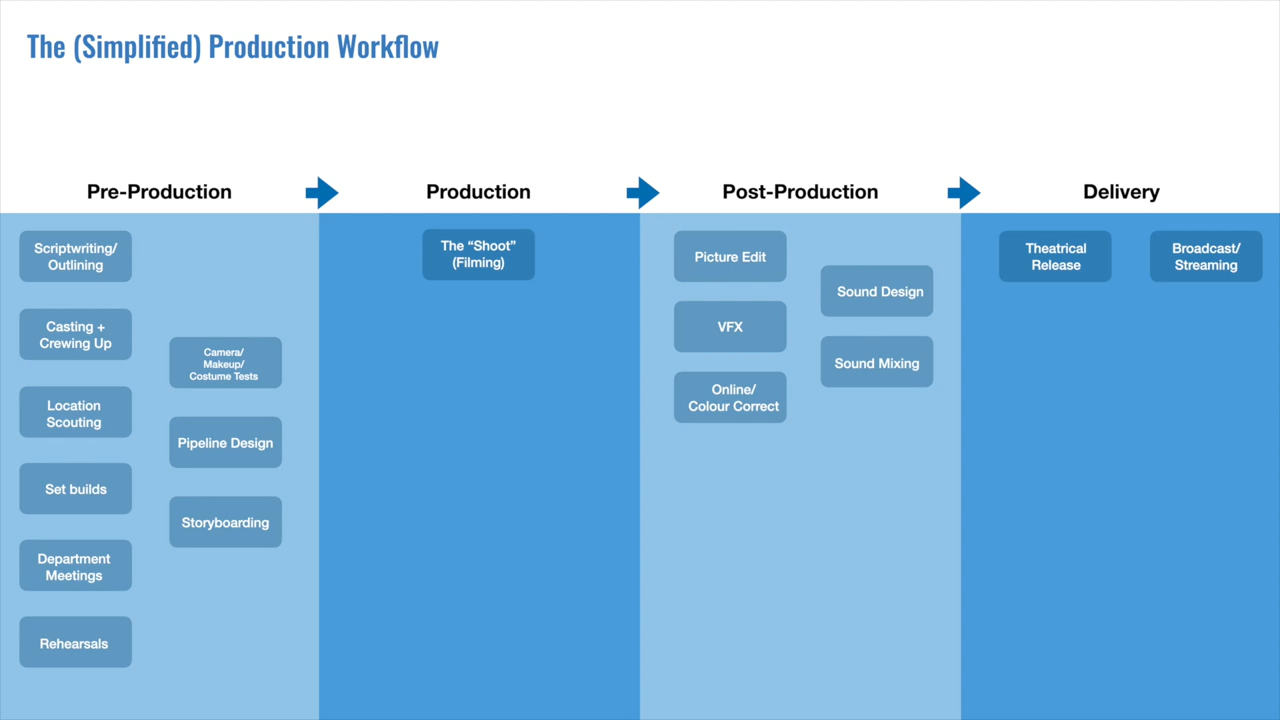 The (Simplified) Production Workflow
Pre-Production
Production
Post-Production
Delivery
Scriptwriting/
Outlining
Casting +
Crewing Up
Location
Scouting
Set builds
Department
Meetings
Rehearsals
Camera/
Makeup/
Costume Tests
Pipeline Design
Storyboarding
The “Shoot”
(Filming)
Picture Edit
VFX
Online/
Colour Correct
Sound Design
Sound Mixing
Theatrical
Release
Broadcast/
Streaming